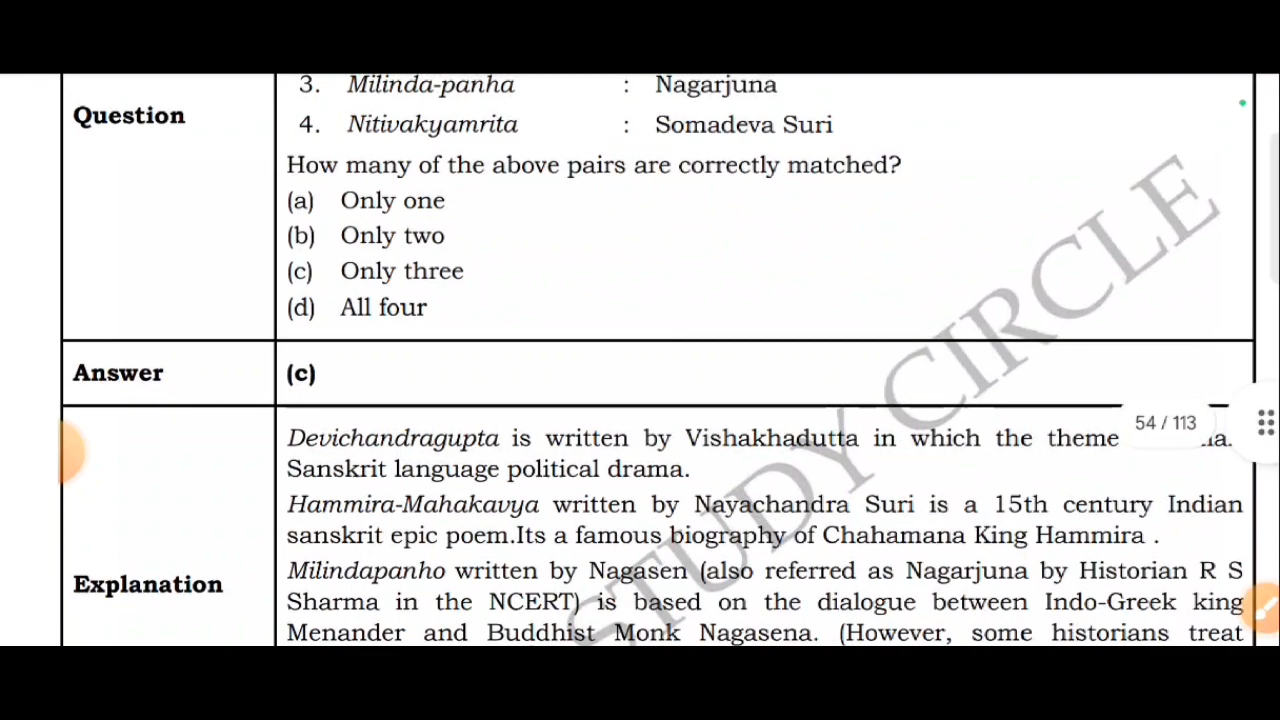 3. Milinda-panha : Nagarjuna
Question
4. Nitivakyamrita : Somadeva Suri
How many of the above pairs are correctly matched?
(a) Only one
(b) Only two
(c) Only three
(d) All four
Answer (c)
Devichandragupta is written by Vishakhadutta in which the theme
54 / 113
Sanskrit language political drama.
Hammira-Mahakavya written by Nayachandra Suri is a 15th century Indian
sanskrit epic poem.Its a famous biography of Chahamana King Hammira .
Explanation
Milindapanho written by Nagasen (also referred as Nagarjuna by Historian R S
Sharma in the NCERT) is based on the dialogue between Indo-Greek king
Menander and Buddhist Monk Nagasena. (However, some historians treat
STUDY CIRCLE